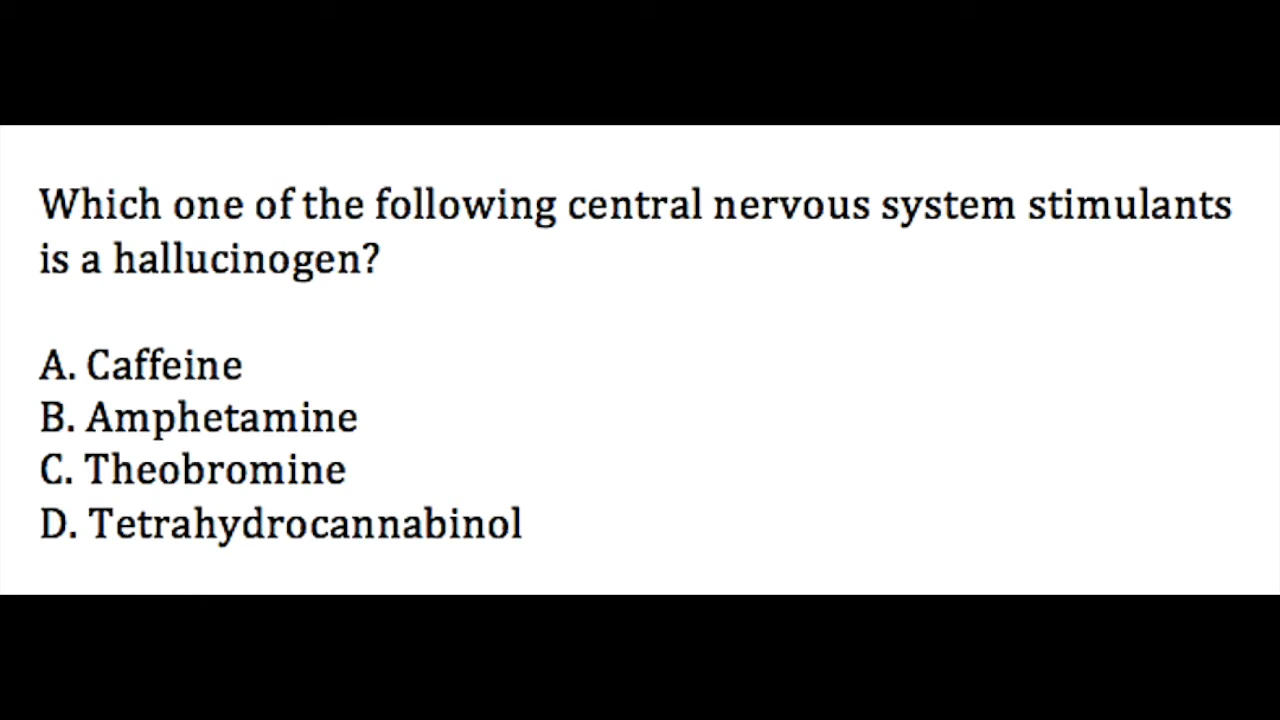 Which one of the following central nervous system stimulants
is a hallucinogen?
A. Caffeine
B. Amphetamine
C. Theobromine
D. Tetrahydrocannabinol